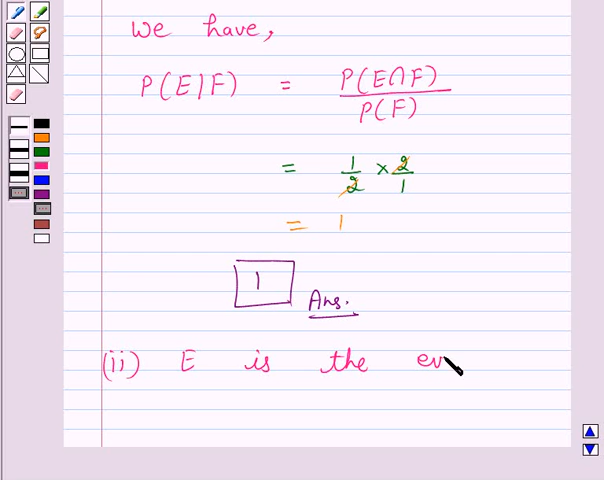 We have,
P(E|F) = P(E∩F)/P(F)
= 1/2 × 2/1
= 1
1 Ans.
(ii) E is the ev